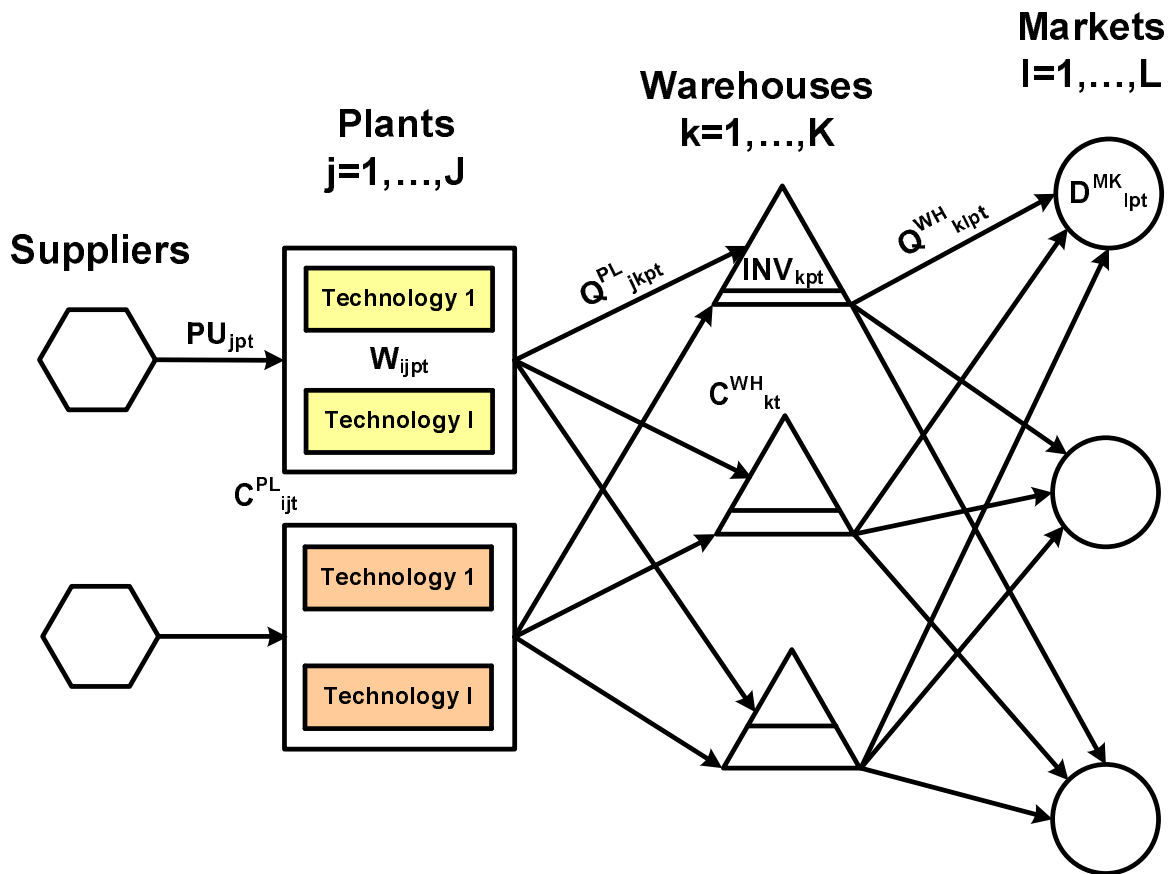 Suppliers
Plants
j=1,…,J
Warehouses
k=1,…,K
Markets
l=1,…,L
PU_jpt
Technology 1
W_ijpt
Technology I
C^PL_ijt
Technology 1
Technology I
Q^PL_jkpt
INV_kpt
C^WH_kt
Q^WH_klpt
D^MK_lpt